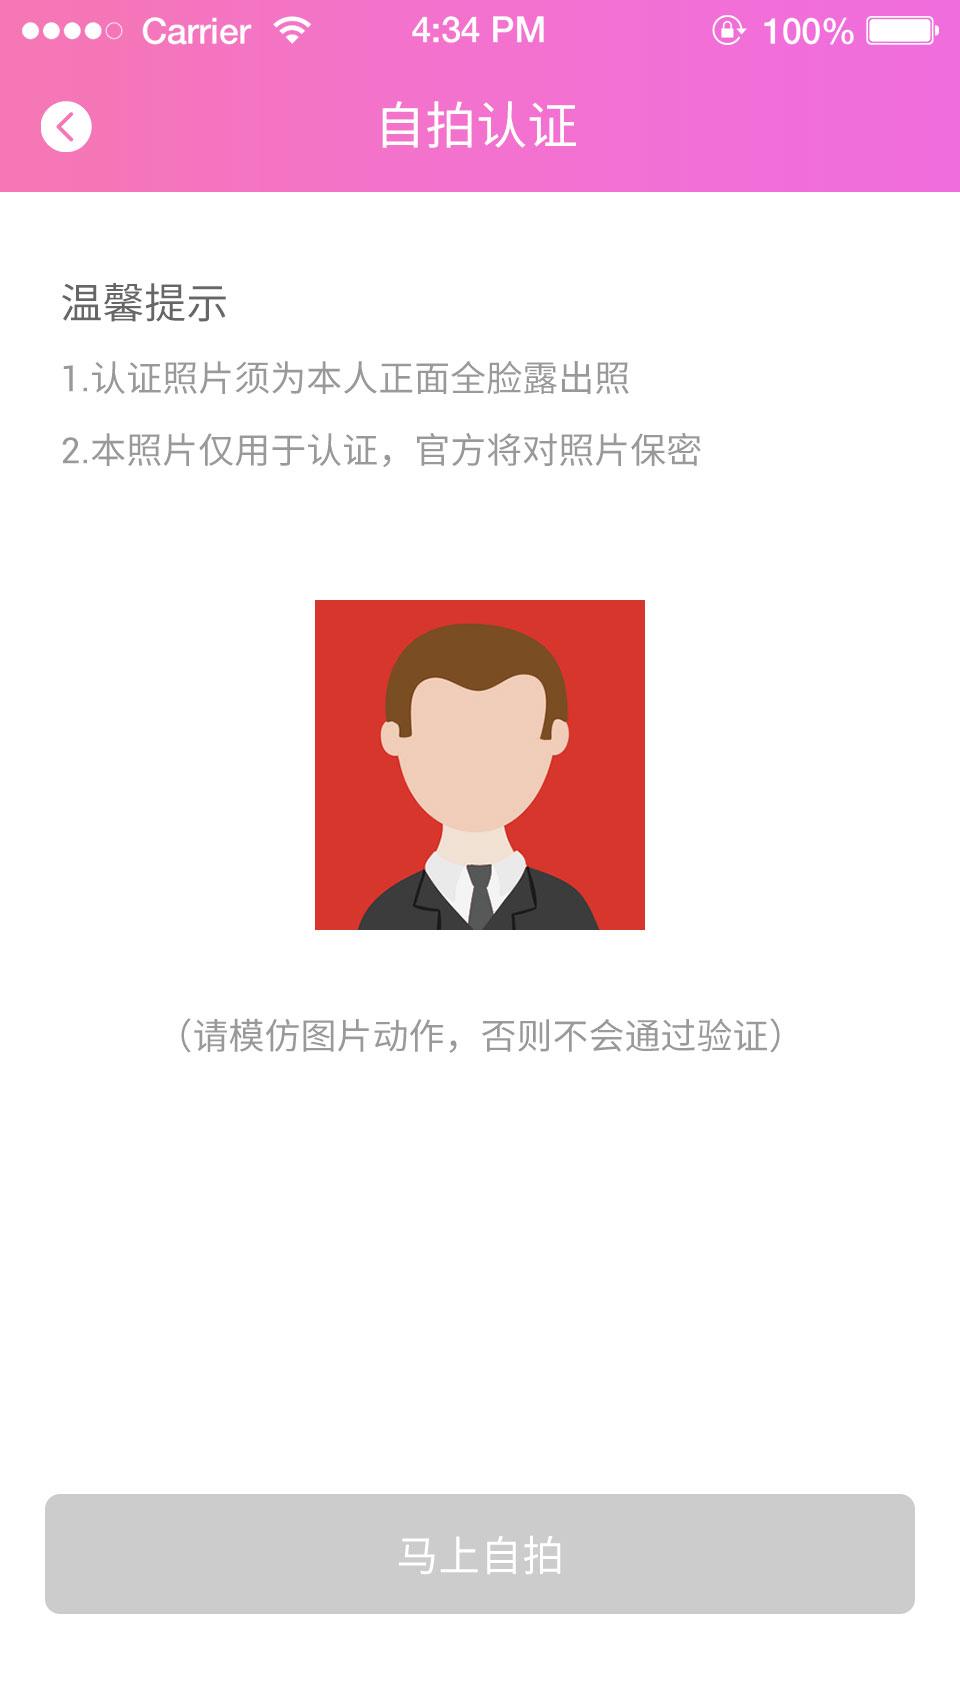 Carrier 4:34 PM 100%
自拍认证
温馨提示
1.认证照片须为本人正面全脸露出照
2.本照片仅用于认证，官方将对照片保密
（请模仿图片动作，否则不会通过验证）
马上自拍